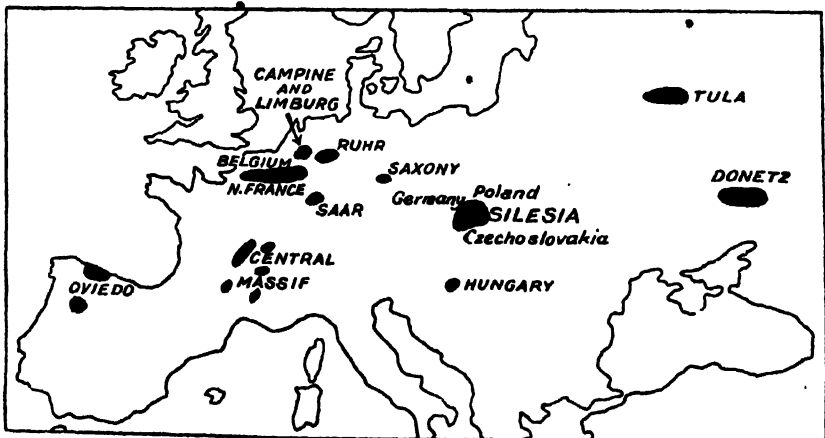 CAMPINE
AND
LIMBURG
TULA
RUHR
BELGIUM
SAXONY
N. FRANCE
DONETZ
Germany
Poland
SAAR
SILESIA
Czechoslovakia
CENTRAL
MASSIF
OVIEDO
HUNGARY